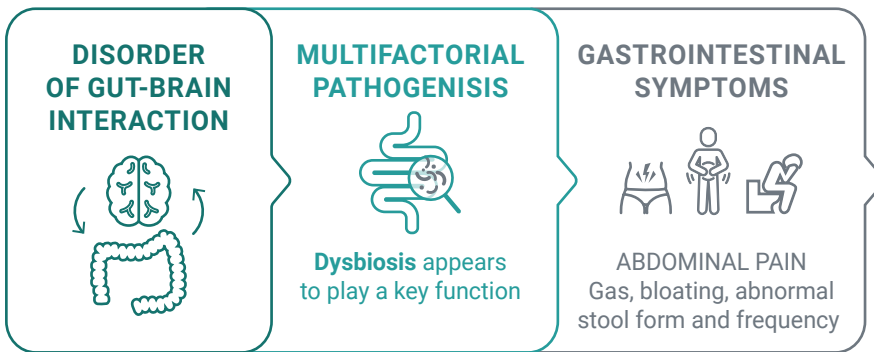 DISORDER
OF GUT-BRAIN
INTERACTION
MULTIFACTORIAL
PATHOGENISIS
Dysbiosis appears
to play a key function
GASTROINTESTINAL
SYMPTOMS
ABDOMINAL PAIN
Gas, bloating, abnormal
stool form and frequency